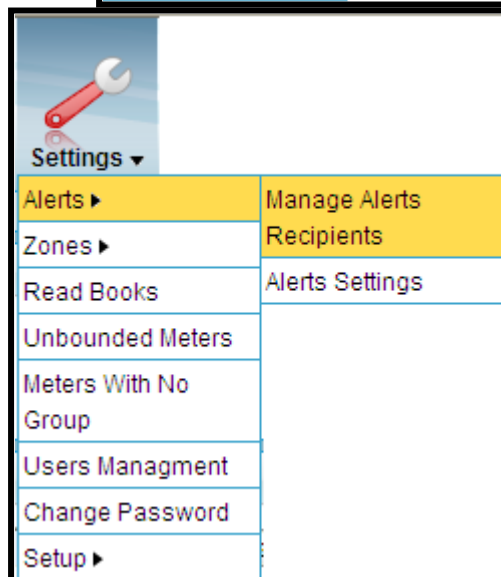 Settings ▾
Alerts ▸
Zones ▸
Read Books
Unbounded Meters
Meters With No
Group
Users Managment
Change Password
Setup ▸
Manage Alerts
Recipients
Alerts Settings